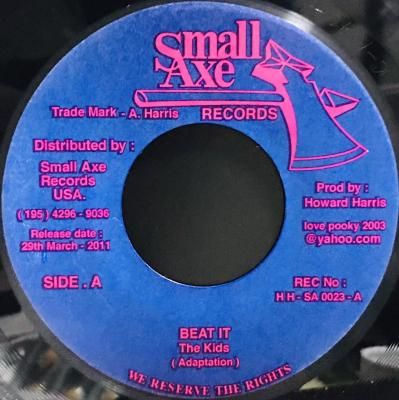 Small
Axe
Trade Mark - A. Harris
RECORDS
Distributed by :
Small Axe
Records
USA.
( 195 ) 4296 - 9036
Release date :
29th March - 2011
Prod by :
Howard Harris
love pooky 2003
@yahoo.com
SIDE . A
REC No :
H H - SA 0023 - A
BEAT IT
The Kids
( Adaptation )
WE RESERVE THE RIGHTS